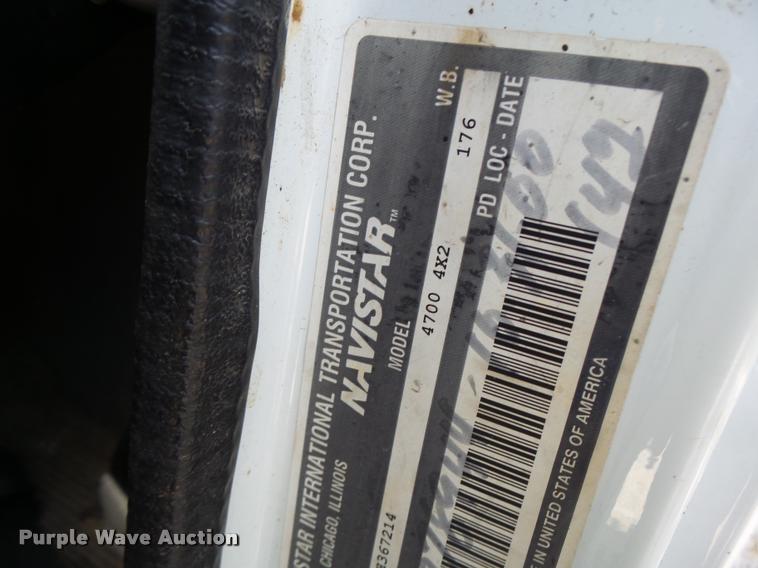 STAR INTERNATIONAL TRANSPORTATION CORP.
CHICAGO, ILLINOIS
NAVISTAR™
MODEL W.B.
4700 4X2 176
367214
PD LOC - DATE
IN UNITED STATES OF AMERICA
Purple Wave Auction